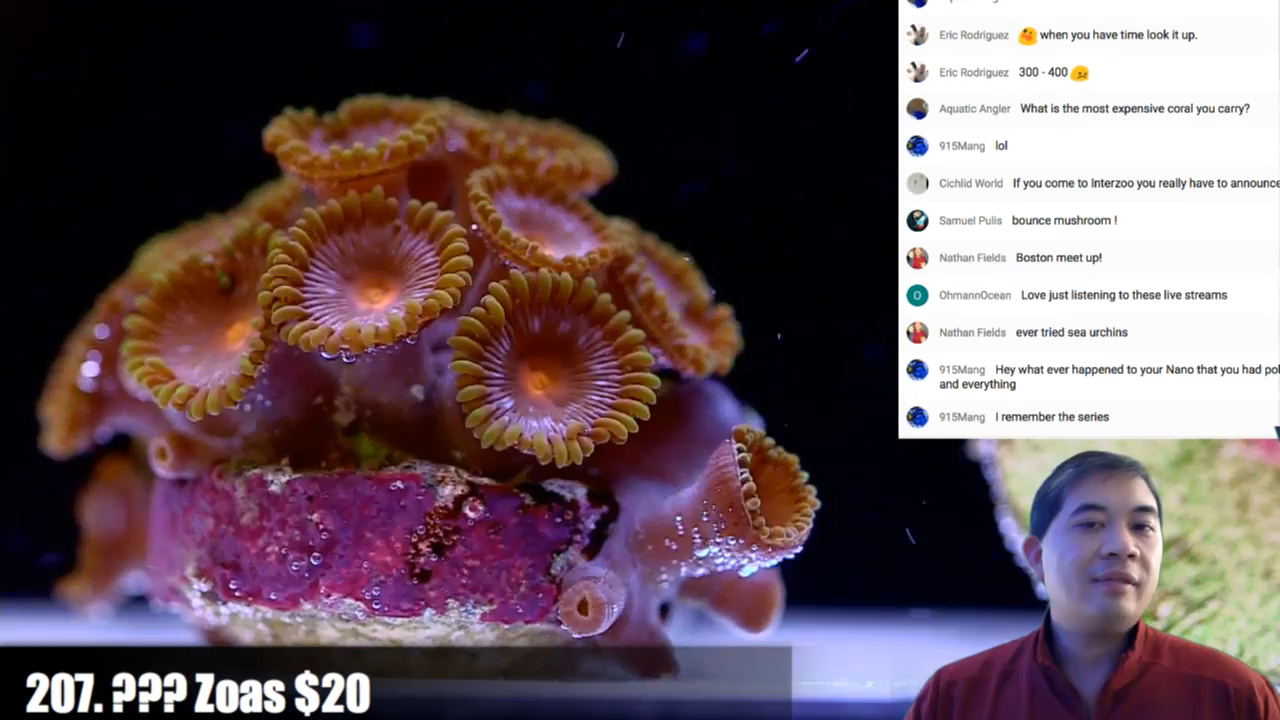 Eric Rodriguez when you have time look it up.
Eric Rodriguez 300 - 400
Aquatic Angler What is the most expensive coral you carry?
915Mang lol
Cichlid World If you come to Interzoo you really have to announce
Samuel Pulis bounce mushroom !
Nathan Fields Boston meet up!
OhmannOcean Love just listening to these live streams
Nathan Fields ever tried sea urchins
915Mang Hey what ever happened to your Nano that you had
and everything
915Mang I remember the series
207. ??? Zoas $20